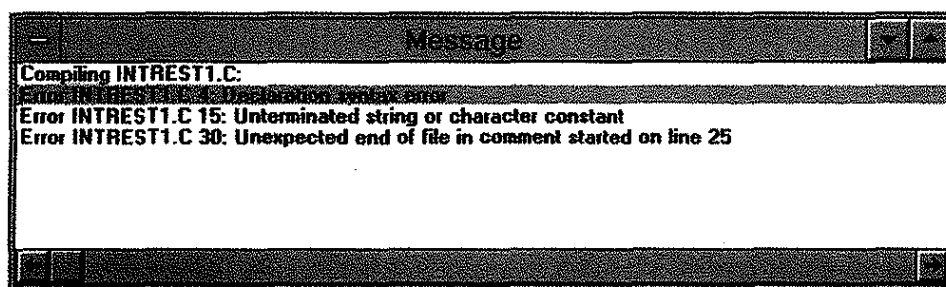 Message
Compiling INTREST1.C:
Error INTREST1.C 4: Declaration syntax error
Error INTREST1.C 15: Unterminated string or character constant
Error INTREST1.C 30: Unexpected end of file in comment started on line 25